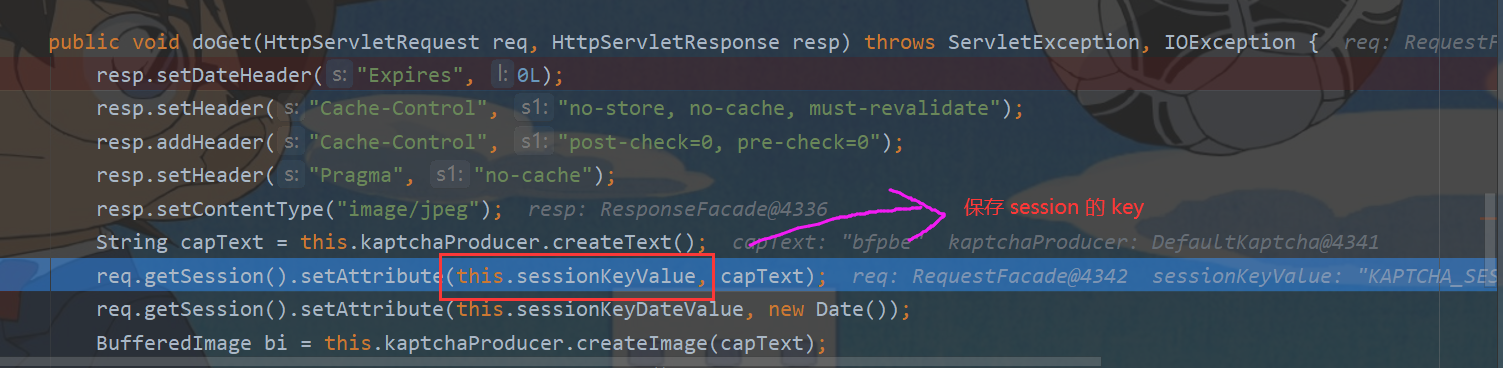 public void doGet(HttpServletRequest req, HttpServletResponse resp) throws ServletException, IOException {  req: RequestF
resp.setDateHeader( s: "Expires",  l: 0L);
resp.setHeader( s: "Cache-Control",  s1: "no-store, no-cache, must-revalidate");
resp.addHeader( s: "Cache-Control",  s1: "post-check=0, pre-check=0");
resp.setHeader( s: "Pragma",  s1: "no-cache");
resp.setContentType("image/jpeg");  resp: ResponseFacade@4336
保存 session 的 key
String capText = this.kaptchaProducer.createText();  capText: "bfpbe"  kaptchaProducer: DefaultKaptcha@4341
req.getSession().setAttribute(this.sessionKeyValue, capText);  req: RequestFacade@4342  sessionKeyValue: "KAPTCHA_SES
req.getSession().setAttribute(this.sessionKeyDateValue, new Date());
BufferedImage bi = this.kaptchaProducer.createImage(capText);